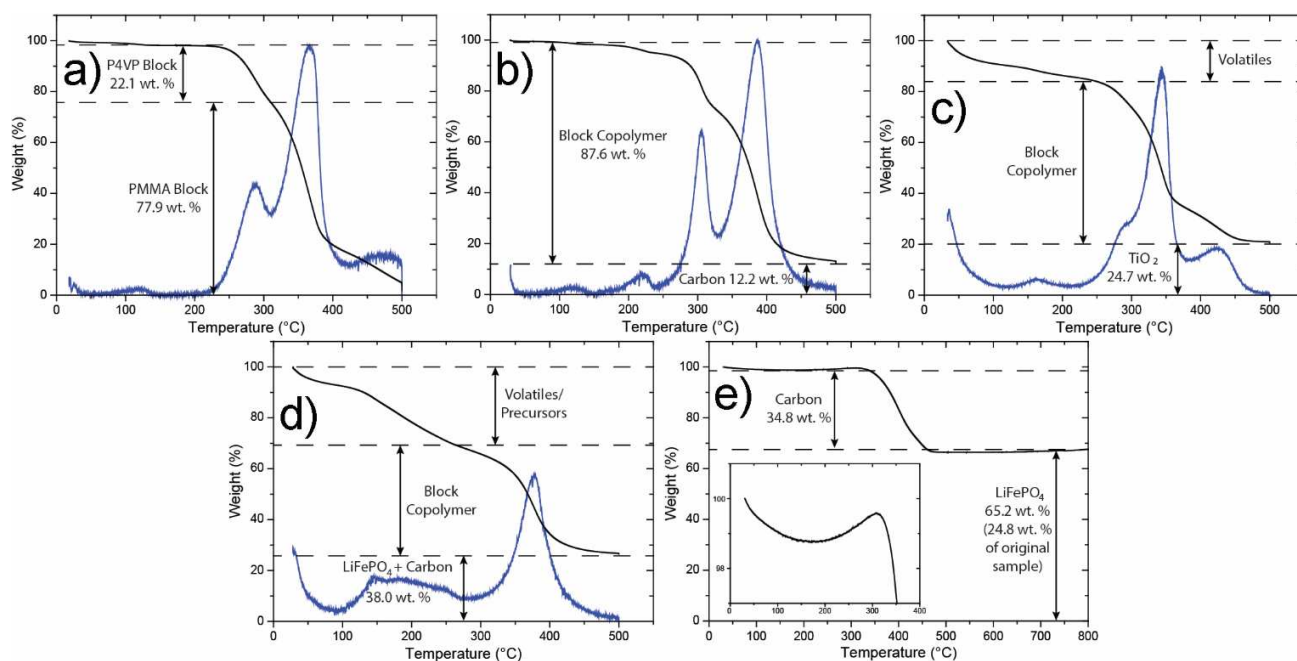 a)
100
80
60
40
20
0
Weight (%)
P4VP Block
22.1 wt. %
PMMA Block
77.9 wt. %
0 100 200 300 400 500
Temperature (°C)
b)
100
80
60
40
20
0
Weight (%)
Block Copolymer
87.6 wt. %
Carbon 12.2 wt. %
0 100 200 300 400 500
Temperature (°C)
c)
100
80
60
40
20
0
Weight (%)
Volatiles
Block
Copolymer
TiO2
24.7 wt. %
0 100 200 300 400 500
Temperature (°C)
d)
100
80
60
40
20
0
Weight (%)
Volatiles/
Precursors
Block
Copolymer
LiFePO4 + Carbon
38.0 wt. %
0 100 200 300 400 500
Temperature (°C)
e)
100
80
60
40
20
0
Weight (%)
Carbon
34.8 wt. %
100
98
0 100 200 300 400
LiFePO4
65.2 wt. %
(24.8 wt. %
of original
sample)
0 100 200 300 400 500 600 700 800
Temperature (°C)